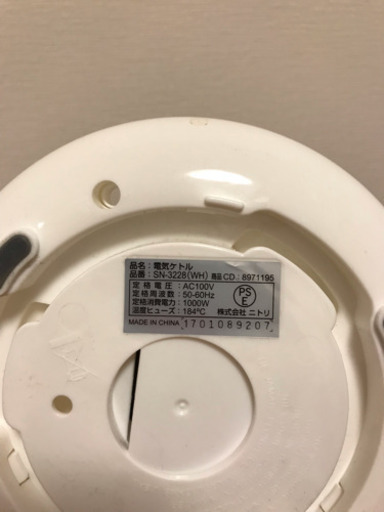 品名：電気ケトル
品番：SN-3228(WH) 商品CD：8971195
定格電圧：AC100V
定格周波数：50-60Hz
定格消費電力：1000W
温度ヒューズ：184℃
PS
E
株式会社 ニトリ
MADE IN CHINA 1701089207